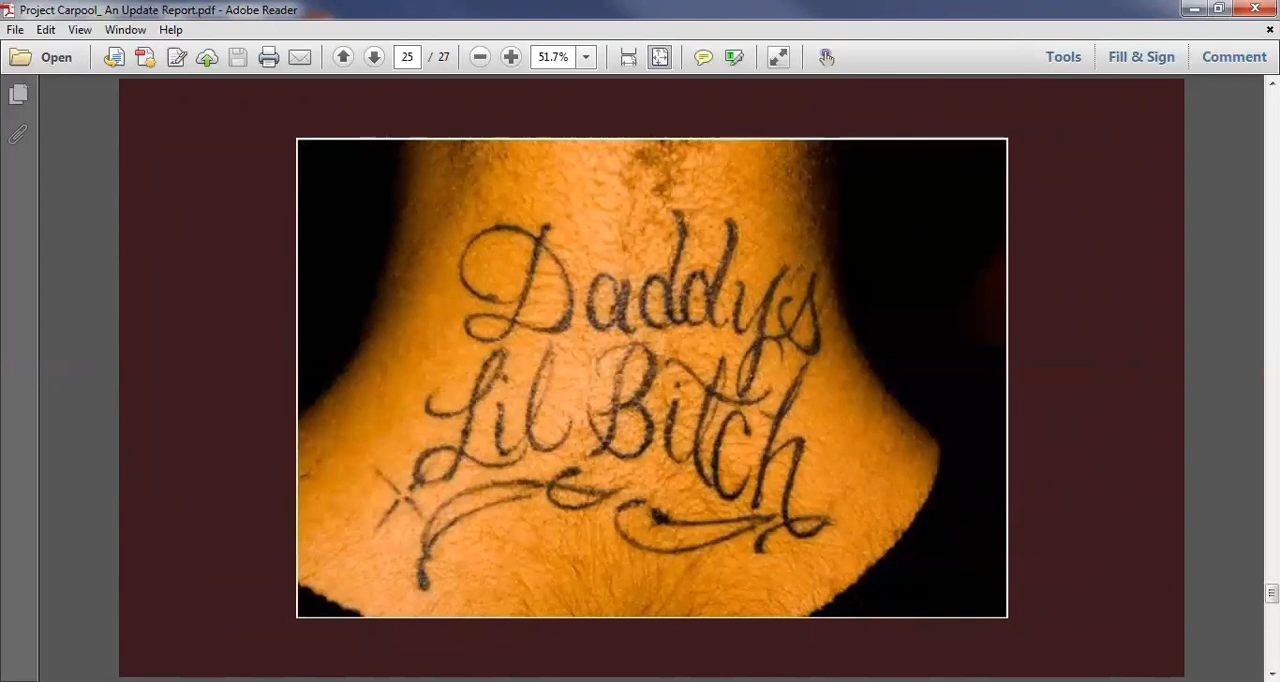 Project Carpool_ An Update Report.pdf - Adobe Reader
File Edit View Window Help
Open 25 / 27 51.7% Tools Fill & Sign Comment
Daddys
Lil Bitch